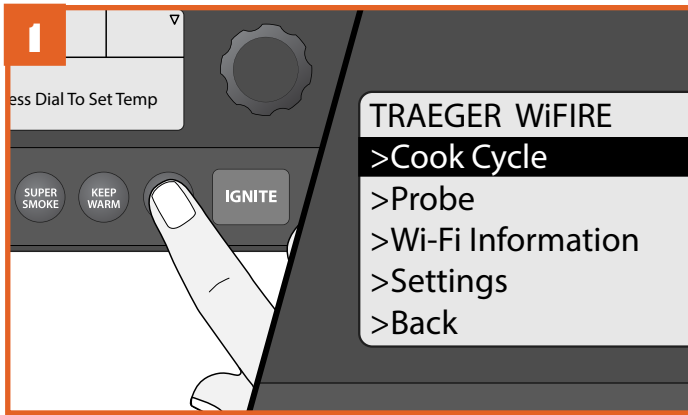 1
ess Dial To Set Temp
SUPER
SMOKE
KEEP
WARM
IGNITE
TRAEGER WiFIRE
>Cook Cycle
>Probe
>Wi-Fi Information
>Settings
>Back